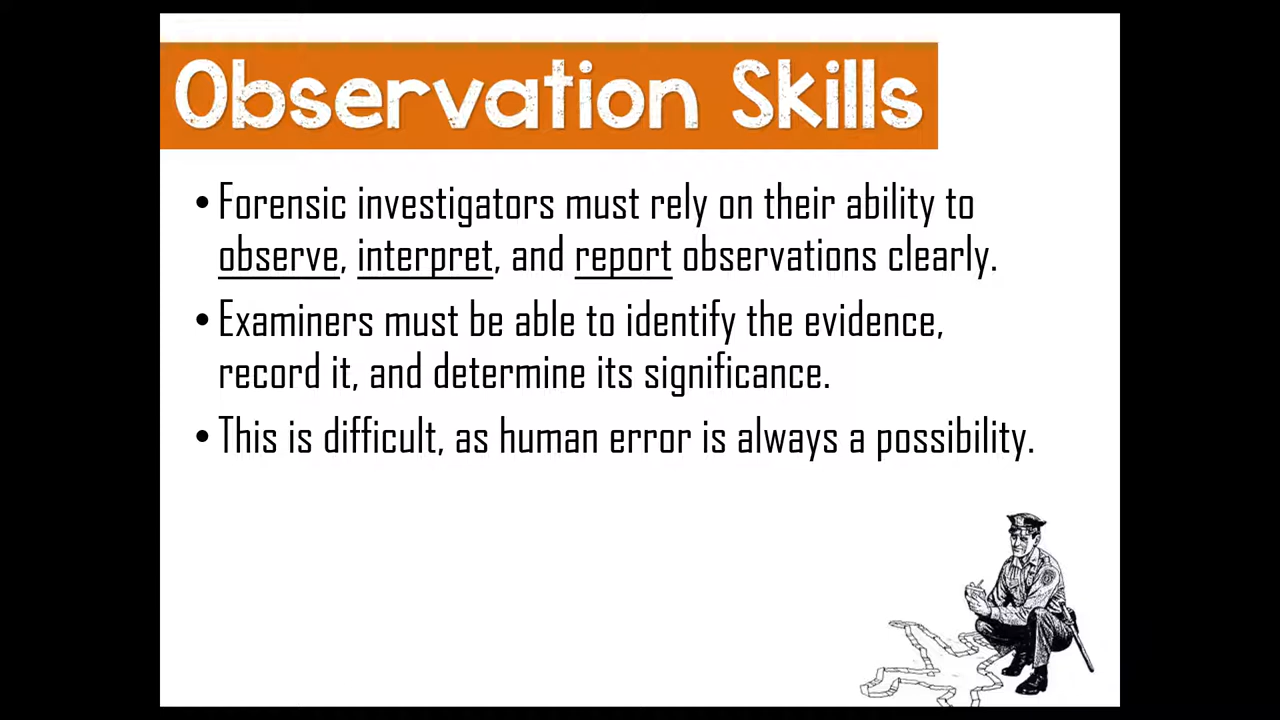 Observation Skills
• Forensic investigators must rely on their ability to
observe, interpret, and report observations clearly.
• Examiners must be able to identify the evidence,
record it, and determine its significance.
• This is difficult, as human error is always a possibility.